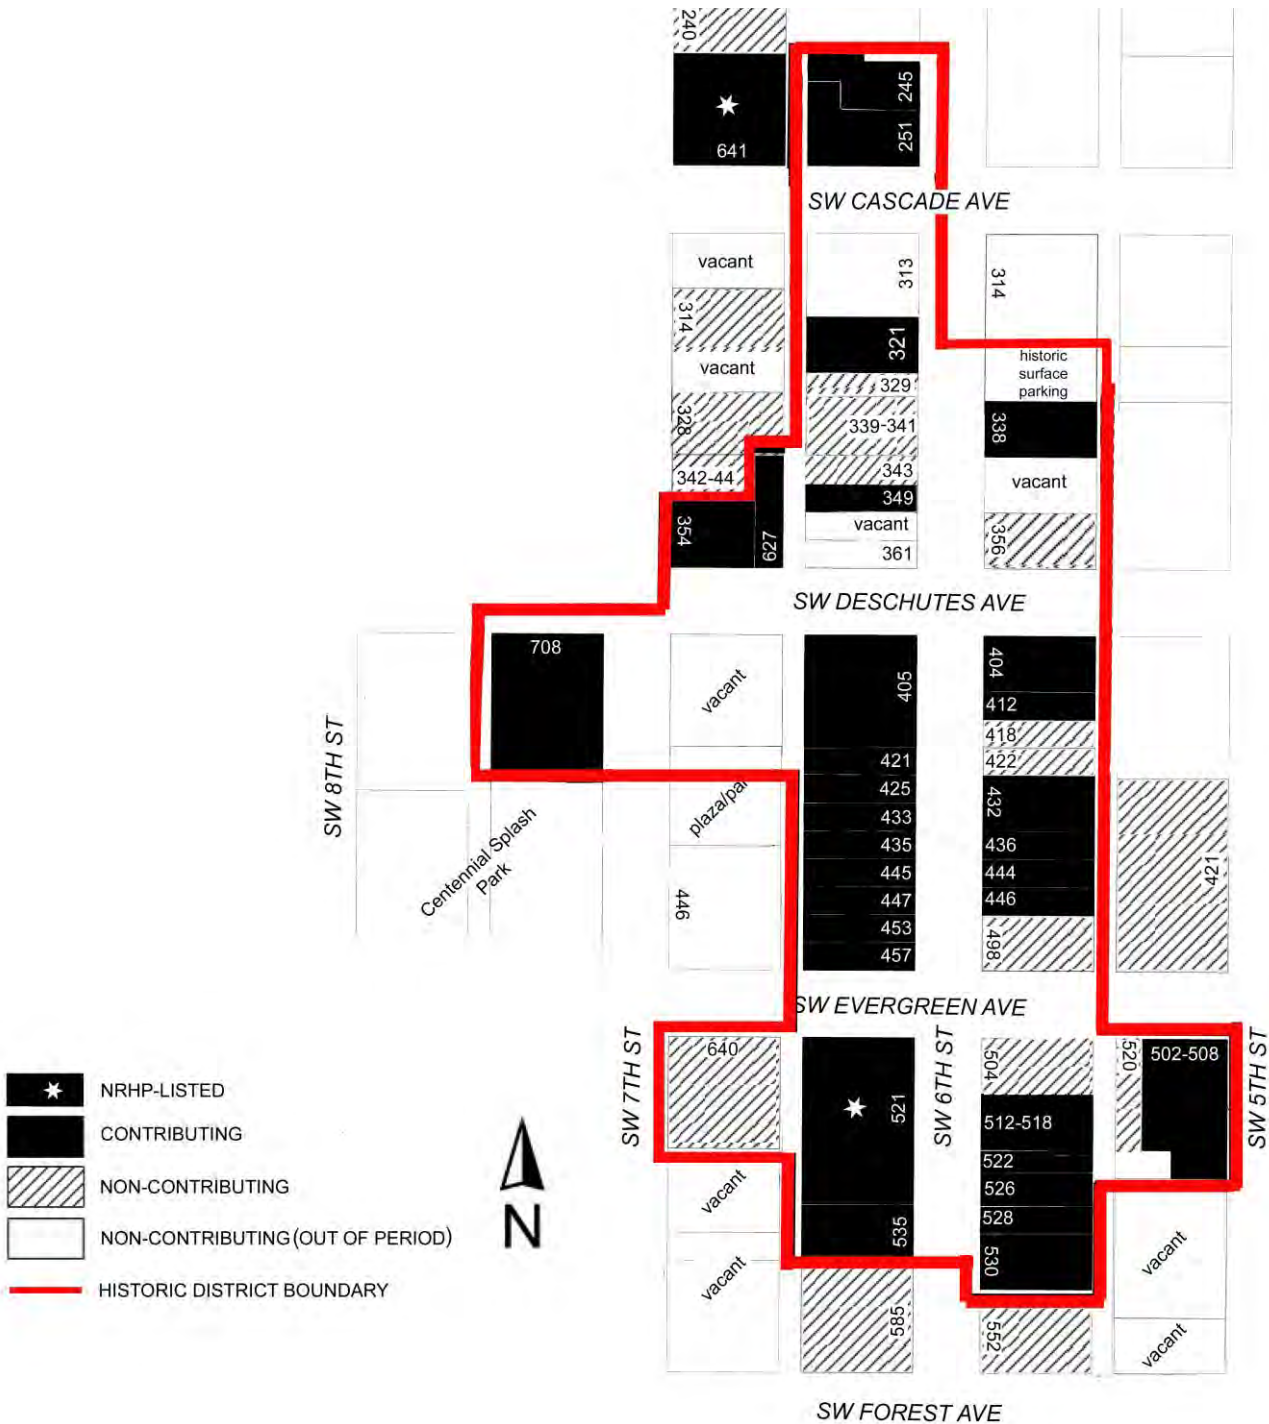 240
641
245
251
SW CASCADE AVE
vacant
314
vacant
328
342-44
354
627
313
321
329
339-341
343
349
vacant
361
314
historic
surface
parking
338
vacant
356
SW DESCHUTES AVE
708
vacant
plaza/par
446
SW 8TH ST
Centennial Splash
Park
405
421
425
433
435
445
447
453
457
404
412
418
422
432
436
444
446
498
421
SW EVERGREEN AVE
SW 7TH ST
640
vacant
vacant
521
535
585
SW 6TH ST
504
512-518
522
526
528
530
552
520
502-508
SW 5TH ST
vacant
vacant
SW FOREST AVE
NRHP-LISTED
CONTRIBUTING
NON-CONTRIBUTING
NON-CONTRIBUTING (OUT OF PERIOD)
HISTORIC DISTRICT BOUNDARY
N